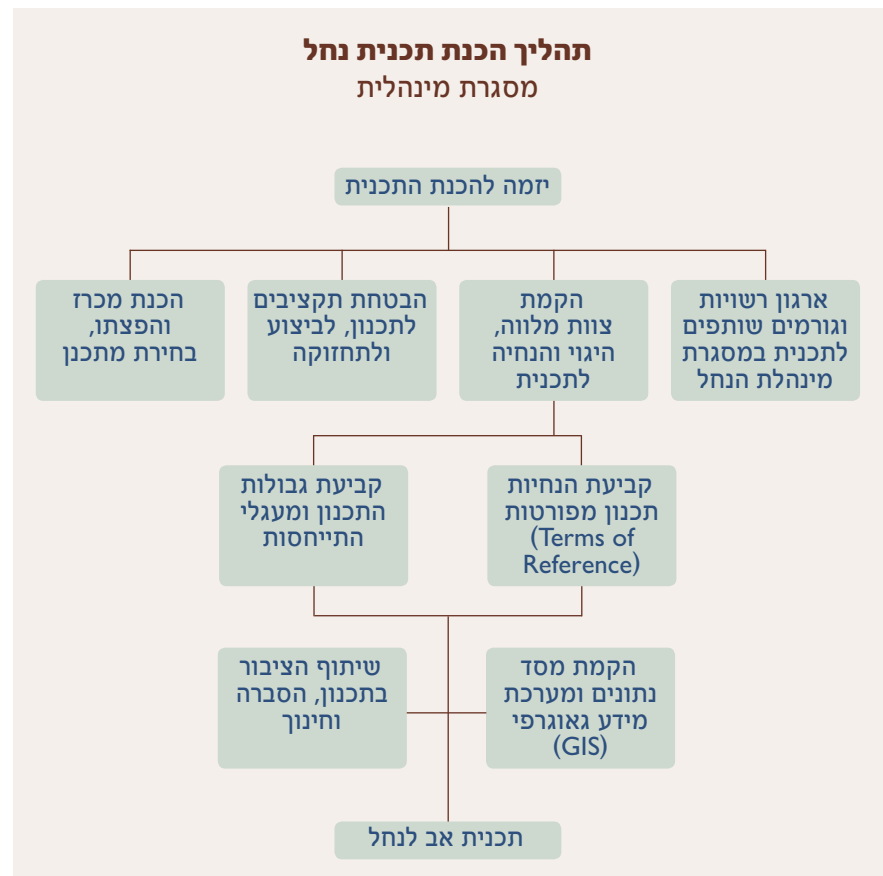 תהליך הכנת תכנית נחל
מסגרת מינהלית
יזמה להכנת התכנית
ארגון רשויות
וגורמים שותפים
לתכנית במסגרת
מינהלת הנחל
הקמת
צוות מלווה,
היגוי והנחיה
לתכנית
הבטחת תקציבים
לתכנון, לביצוע
ולתחזוקה
הכנת מכרז
והפצתו,
בחירת מתכנן
קביעת הנחיות
תכנון מפורטות
(Terms of
Reference)
קביעת גבולות
התכנון ומעגלי
התייחסות
הקמת מסד
נתונים ומערכת
מידע גאוגרפי
(GIS)
שיתוף הציבור
בתכנון, הסברה
וחינוך
תכנית אב לנחל